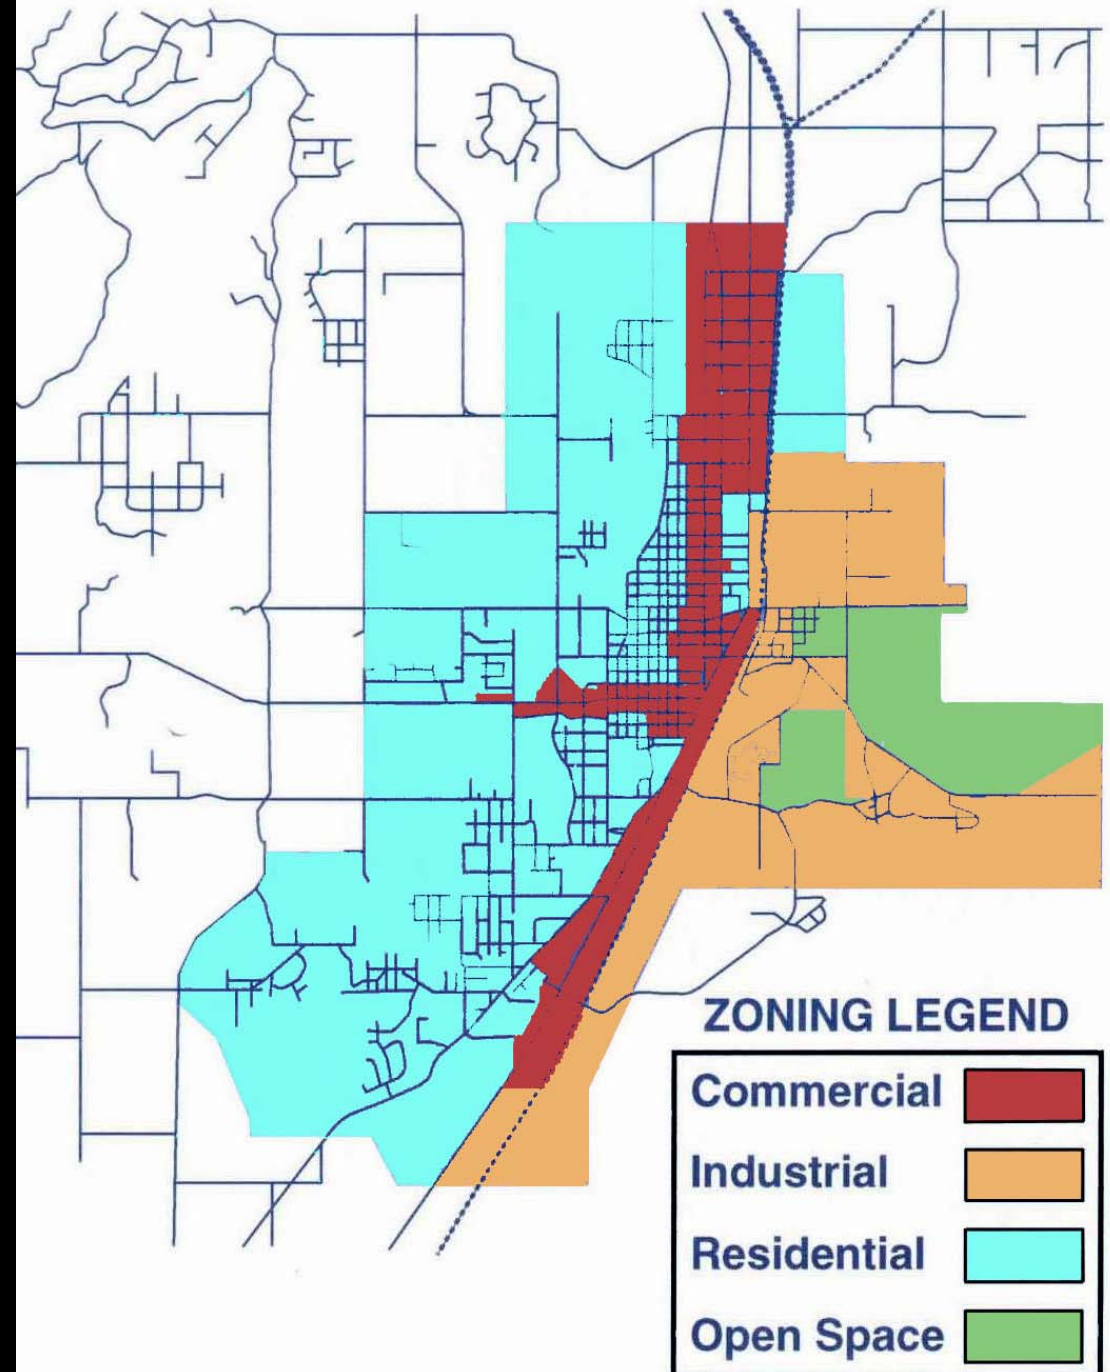 ZONING LEGEND
Commercial
Industrial
Residential
Open Space